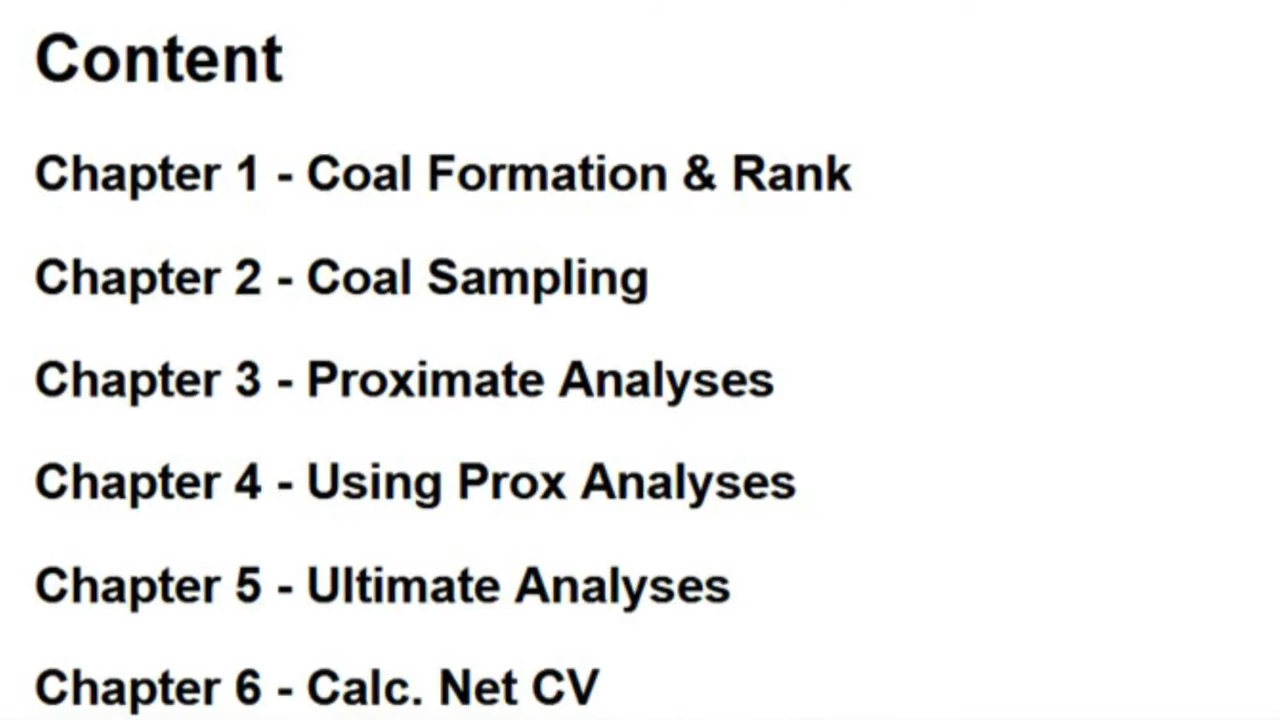 Content
Chapter 1 - Coal Formation & Rank
Chapter 2 - Coal Sampling
Chapter 3 - Proximate Analyses
Chapter 4 - Using Prox Analyses
Chapter 5 - Ultimate Analyses
Chapter 6 - Calc. Net CV